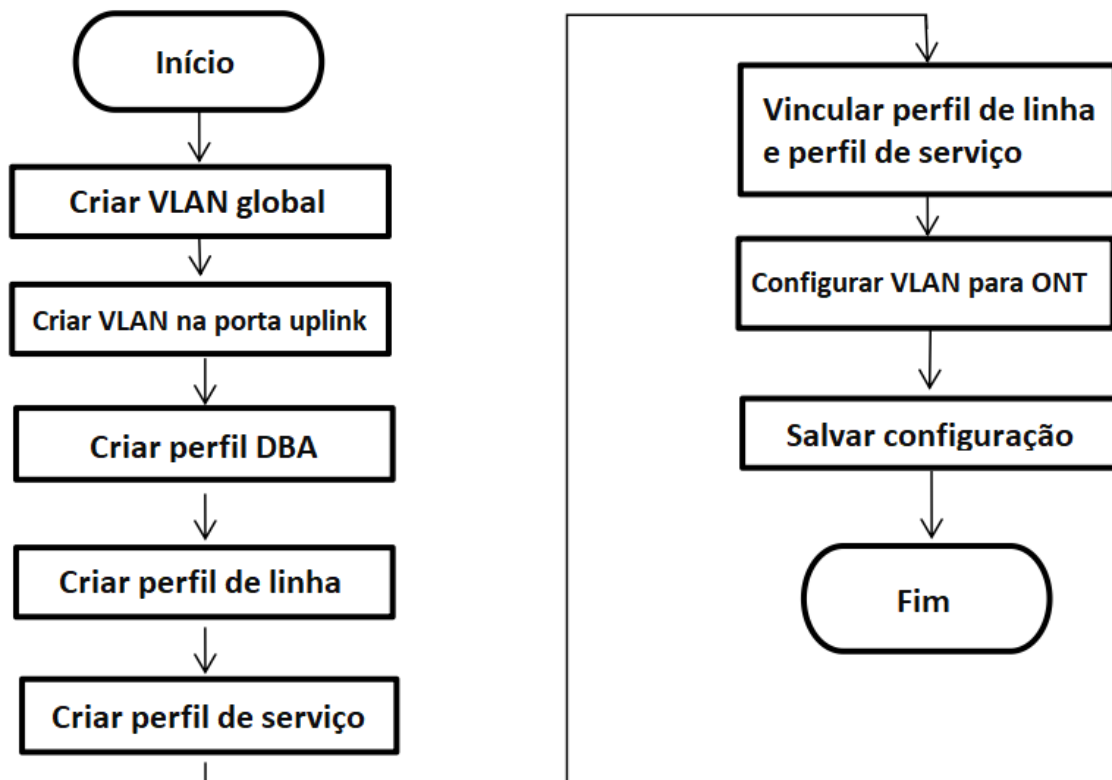 Início
Criar VLAN global
Criar VLAN na porta uplink
Criar perfil DBA
Criar perfil de linha
Criar perfil de serviço
Vincular perfil de linha
e perfil de serviço
Configurar VLAN para ONT
Salvar configuração
Fim